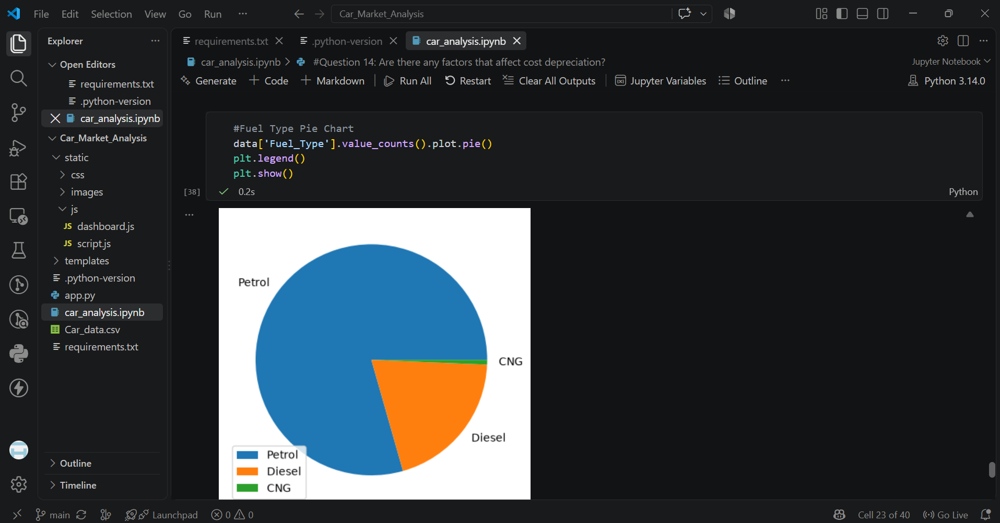 File Edit Selection View Go Run ...
Car_Market_Analysis
Explorer ...
Open Editors
requirements.txt
.python-version
car_analysis.ipynb
Car_Market_Analysis
static
css
images
js
JS dashboard.js
JS script.js
templates
.python-version
app.py
car_analysis.ipynb
Car_data.csv
requirements.txt
Outline
Timeline
requirements.txt .python-version car_analysis.ipynb
car_analysis.ipynb > #Question 14: Are there any factors that affect cost depreciation?
Jupyter Notebook
Generate + Code + Markdown | Run All Restart Clear All Outputs | Jupyter Variables Outline ...
Python 3.14.0
#Fuel Type Pie Chart
data['Fuel_Type'].value_counts().plot.pie()
plt.legend()
plt.show()
[38] 0.2s
Python
...
Petrol
CNG
Diesel
Petrol
Diesel
CNG
main Launchpad 0 0
Cell 23 of 40 Go Live